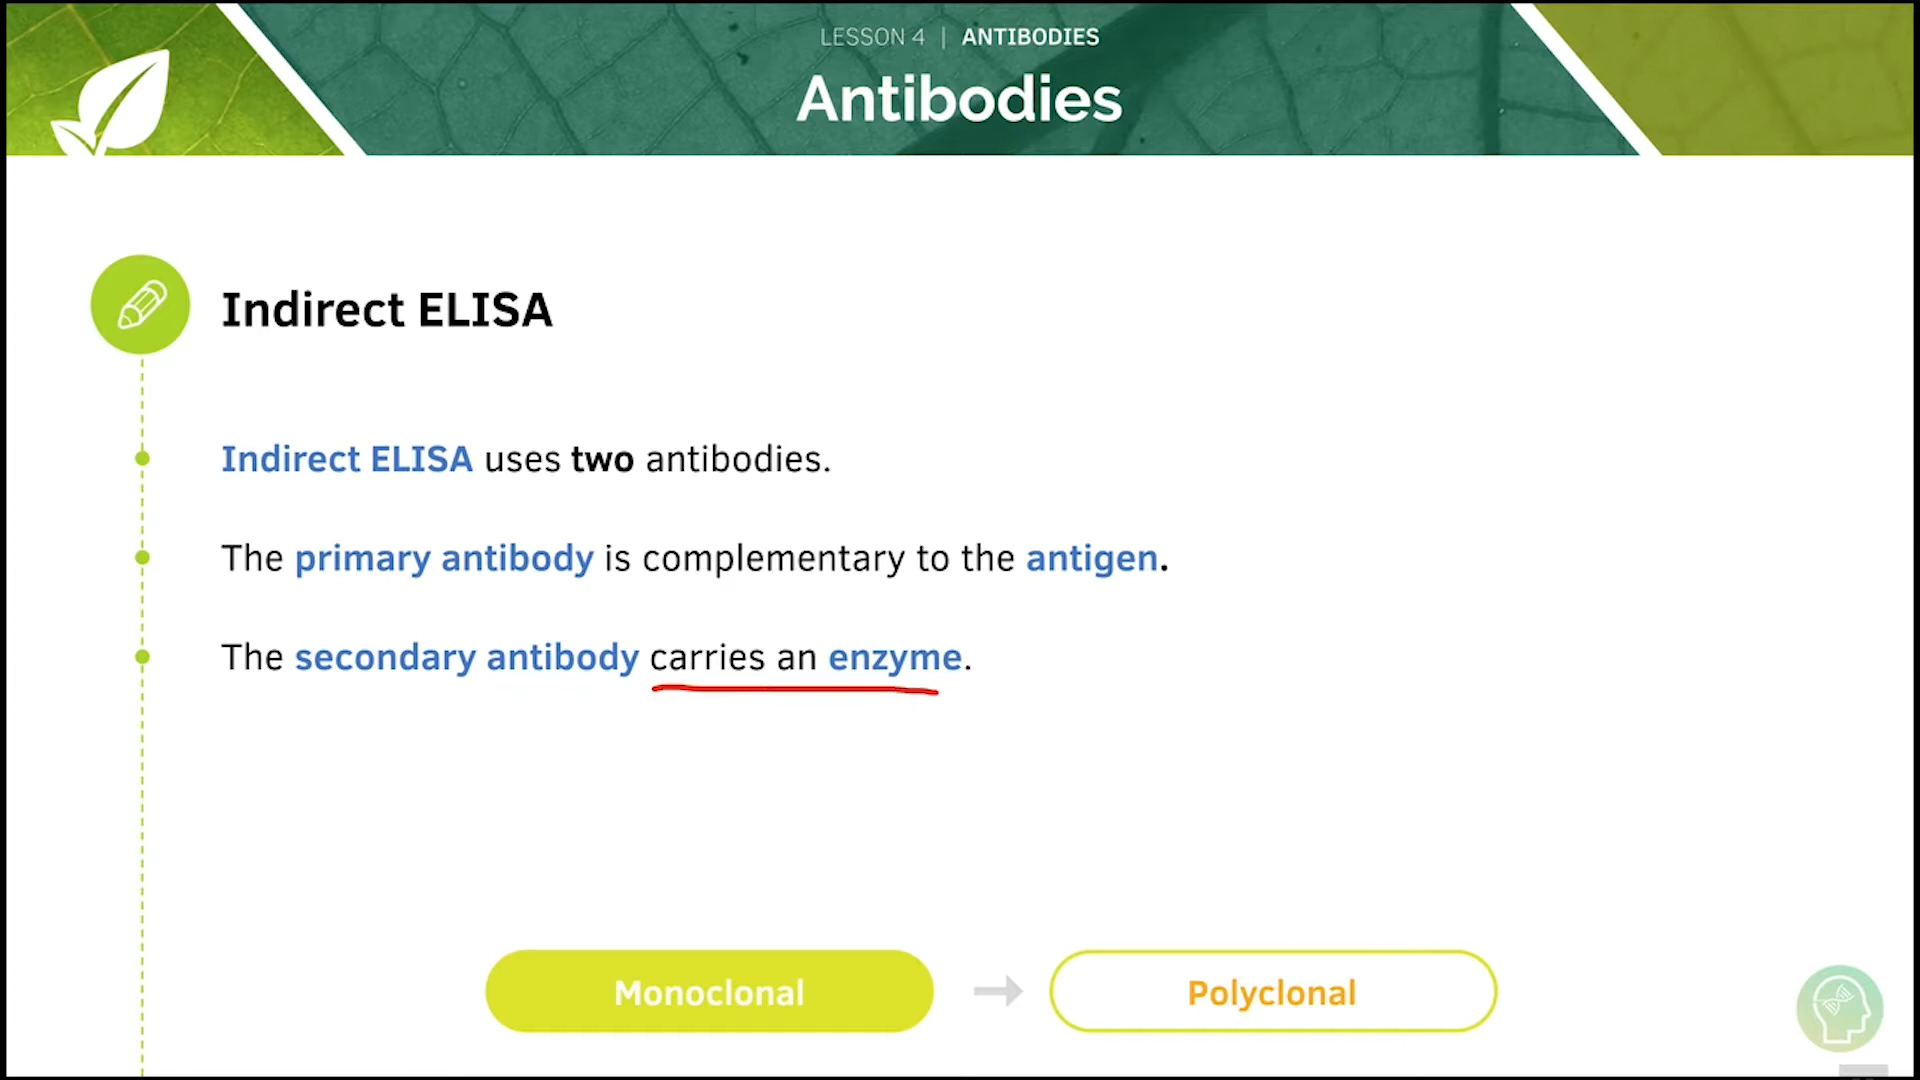 LESSON 4 | ANTIBODIES
Antibodies
Indirect ELISA
Indirect ELISA uses two antibodies.
The primary antibody is complementary to the antigen.
The secondary antibody carries an enzyme.
Monoclonal
Polyclonal